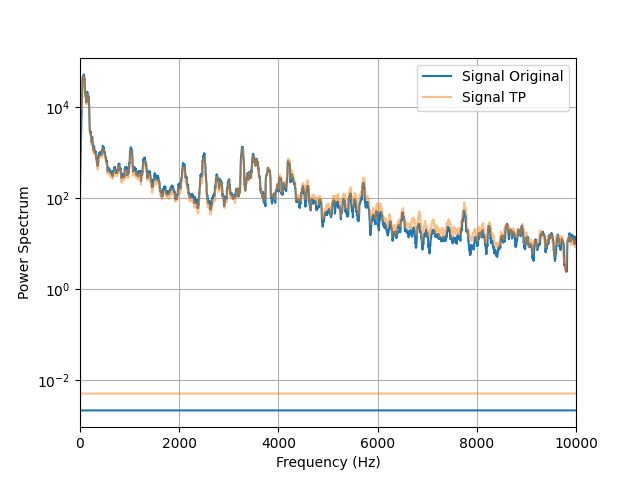 Signal Original
Signal TP
Power Spectrum
10^4
10^2
10^0
10^−2
0 2000 4000 6000 8000 10000
Frequency (Hz)